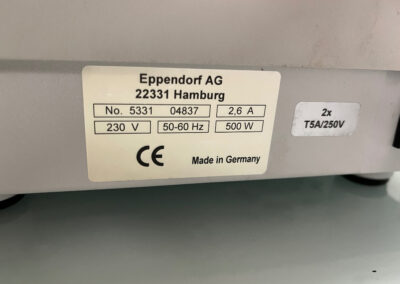 Eppendorf AG
22331 Hamburg
No. 5331 04837 2,6 A
230 V 50-60 Hz 500 W
CE Made in Germany
2x
T5A/250V